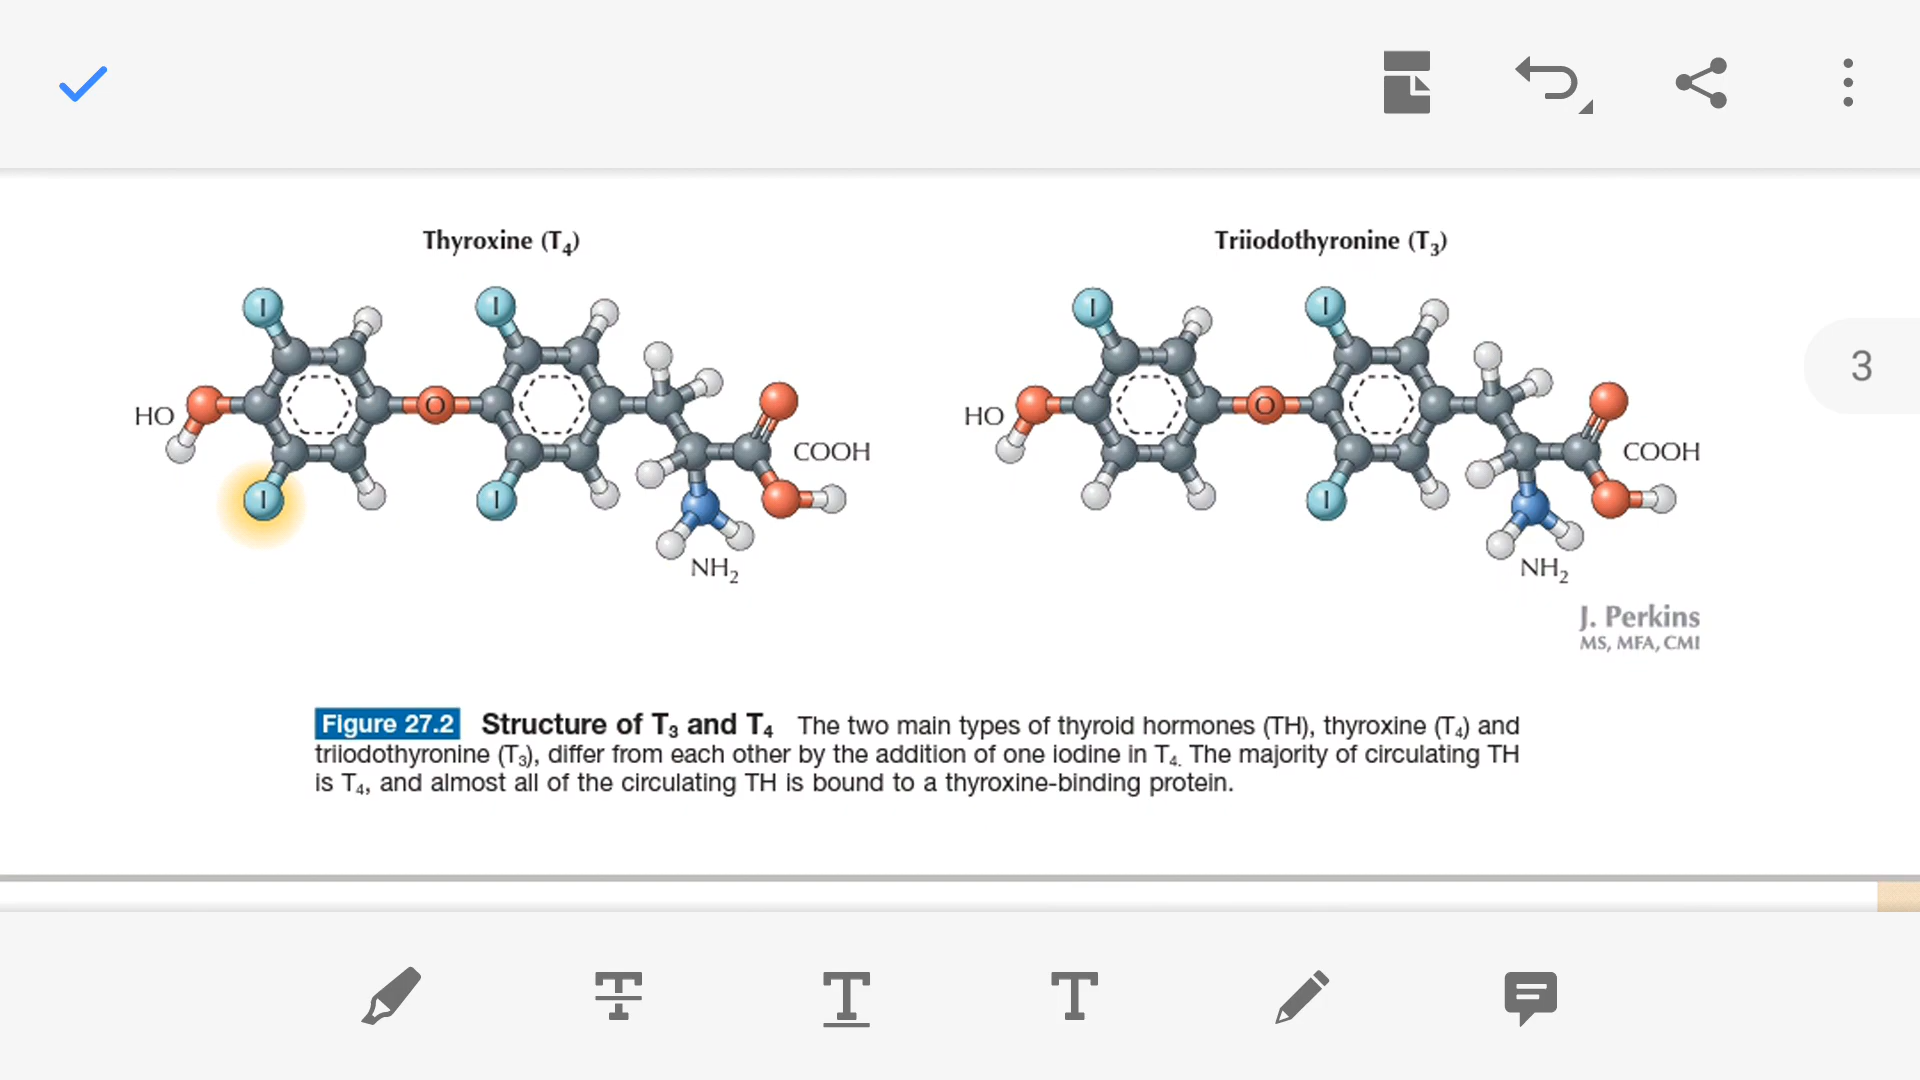 3
Thyroxine (T4)
Triiodothyronine (T3)
I
I
I
I
HO
O
COOH
I
I
NH2
I
I
HO
O
COOH
I
NH2
J. Perkins
MS, MFA, CMI
Figure 27.2 Structure of T3 and T4 The two main types of thyroid hormones (TH), thyroxine (T4) and
triiodothyronine (T3), differ from each other by the addition of one iodine in T4. The majority of circulating TH
is T4, and almost all of the circulating TH is bound to a thyroxine-binding protein.
T
T
T